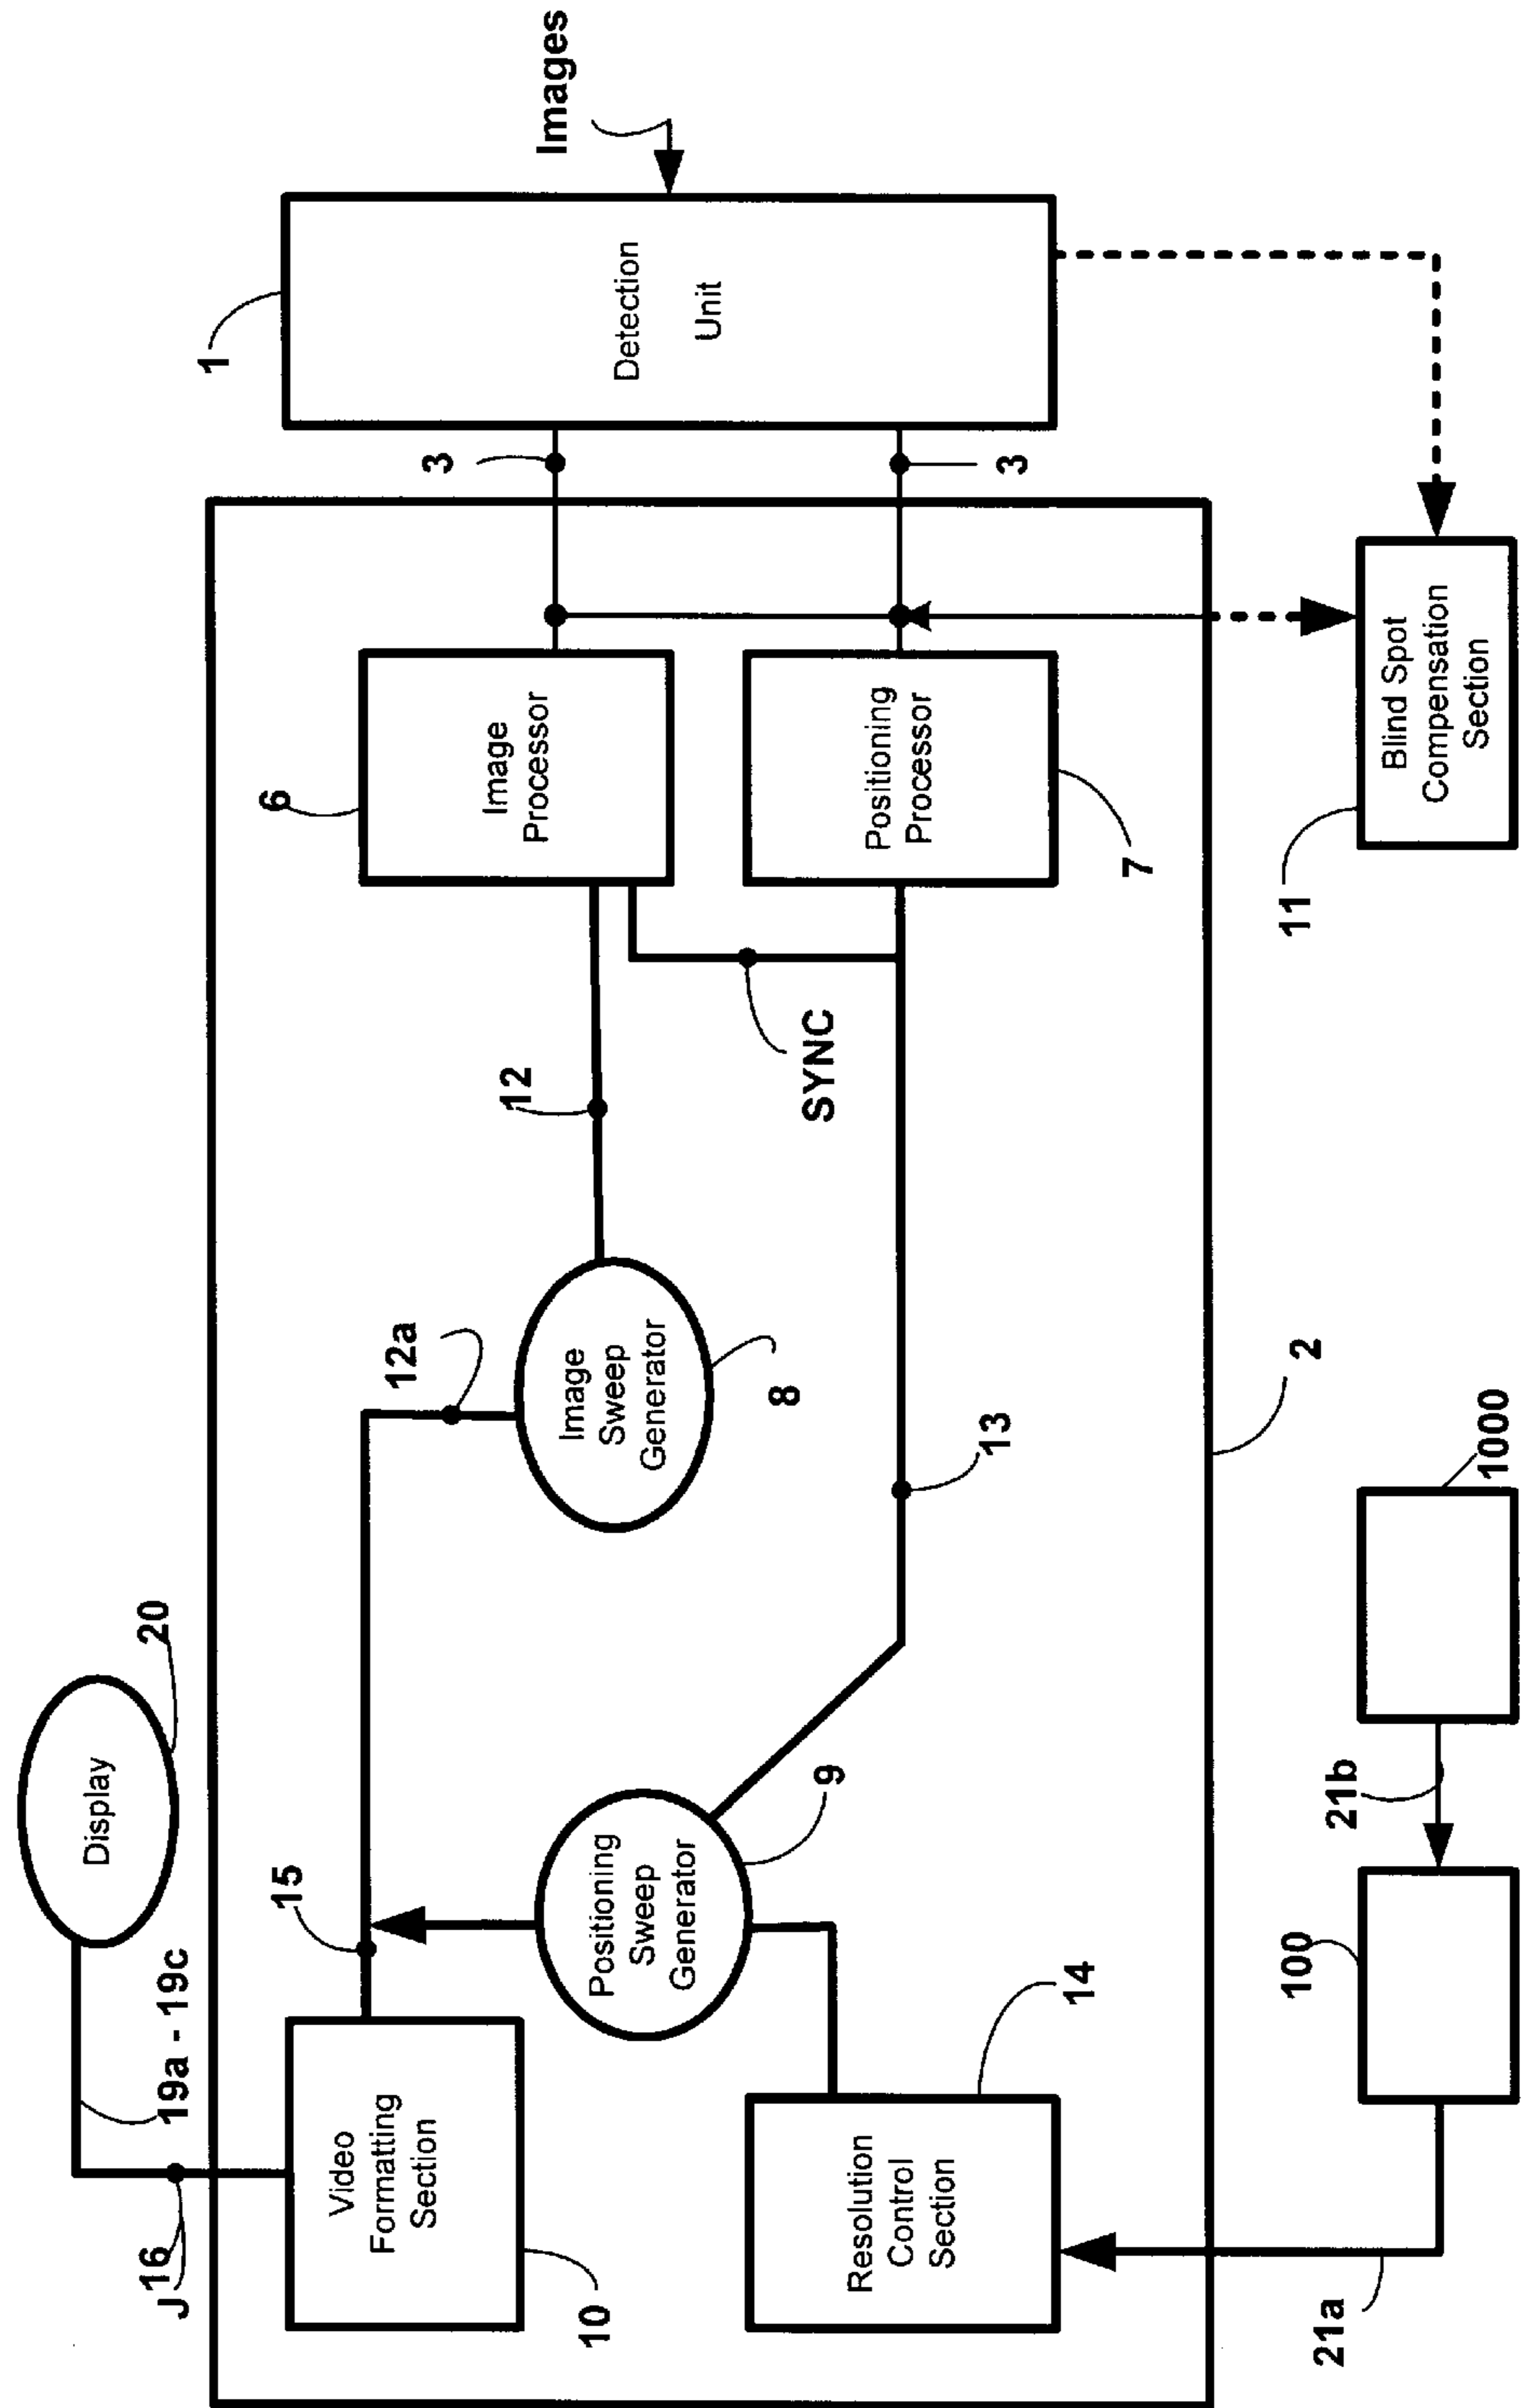 Display
20
19a - 19c
J16
15
Video
Formatting
Section
10
12a
Image
Sweep
Generator
8
12
6
Image
Processor
3
1
Images
Detection
Unit
Positioning
Sweep
Generator
9
SYNC
Positioning
Processor
7
3
Resolution
Control
Section
14
13
2
21a
100
21b
1000
11
Blind Spot
Compensation
Section